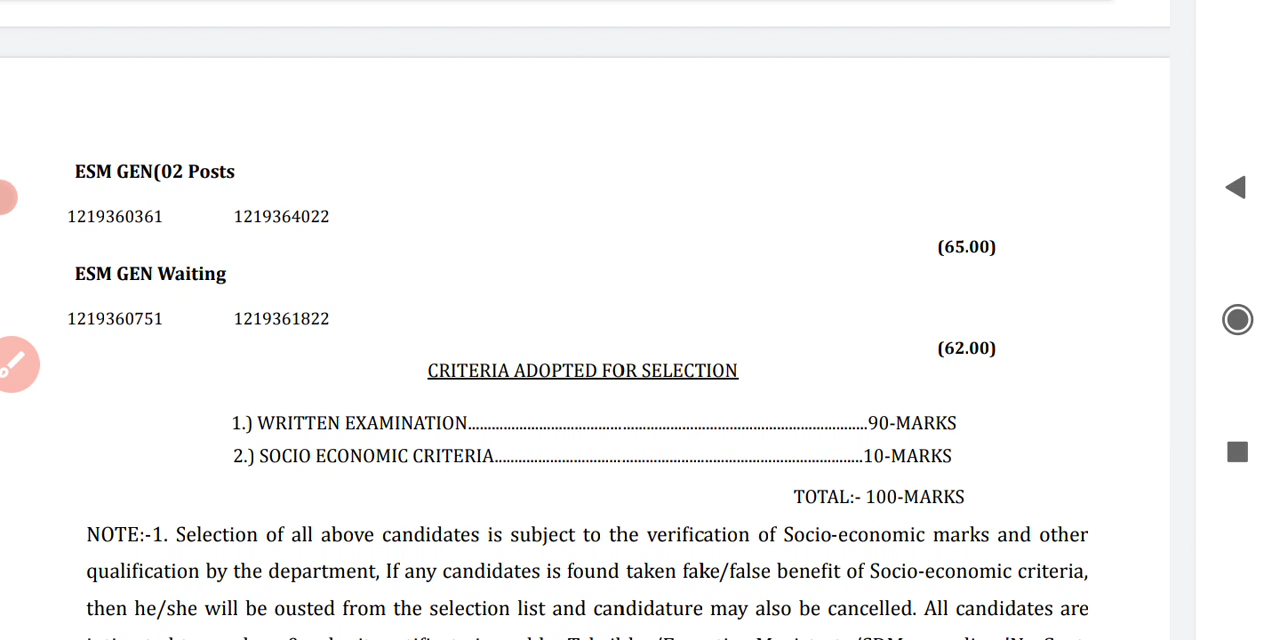 ESM GEN(02 Posts
1219360361 1219364022
(65.00)
ESM GEN Waiting
1219360751 1219361822
(62.00)
CRITERIA ADOPTED FOR SELECTION
1.) WRITTEN EXAMINATION..........................................................................................90-MARKS
2.) SOCIO ECONOMIC CRITERIA...................................................................................10-MARKS
TOTAL:- 100-MARKS
NOTE:-1. Selection of all above candidates is subject to the verification of Socio-economic marks and other
qualification by the department, If any candidates is found taken fake/false benefit of Socio-economic criteria,
then he/she will be ousted from the selection list and candidature may also be cancelled. All candidates are